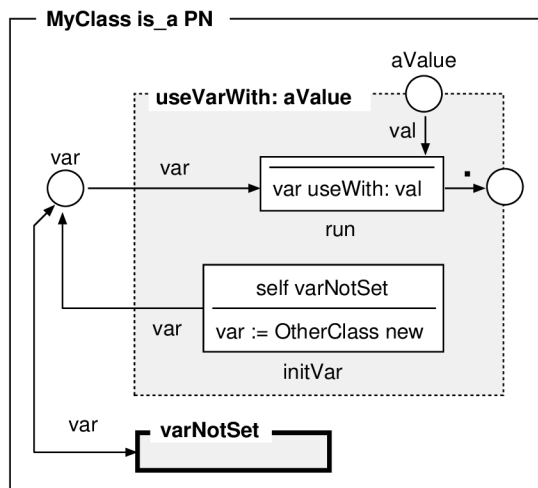 MyClass is_a PN
aValue
useVarWith: aValue
val
var
var
var useWith: val
run
self varNotSet
var
var := OtherClass new
initVar
var
varNotSet